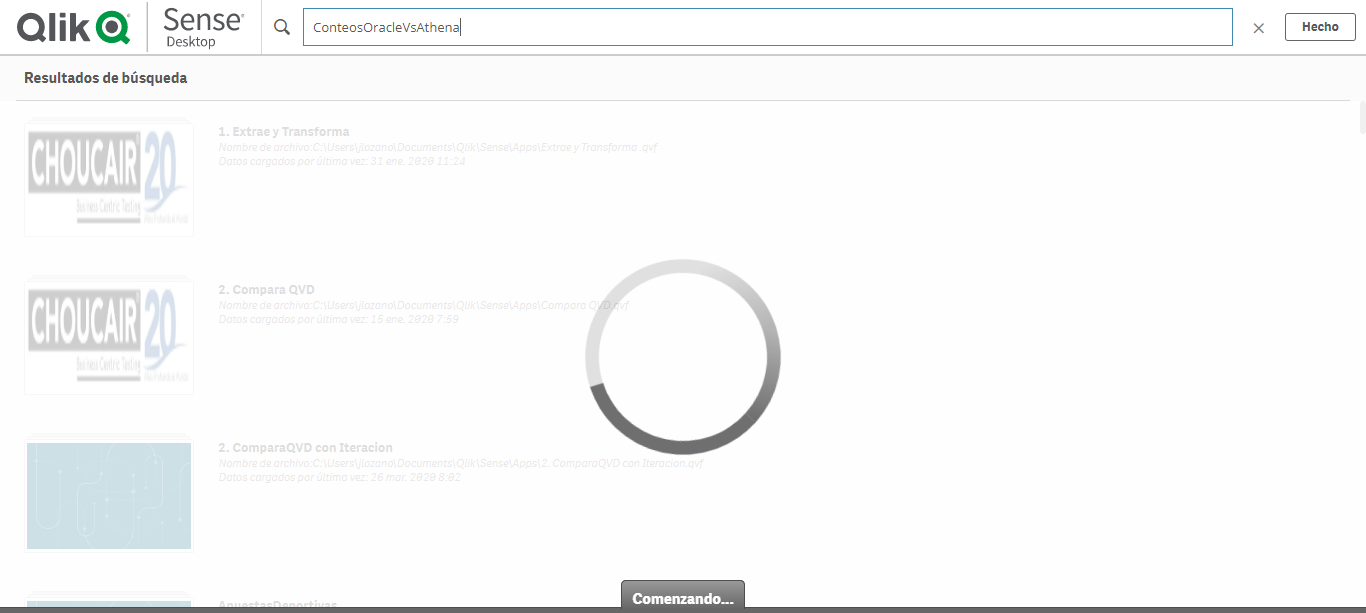 Qlik Sense
Desktop
ConteosOracleVsAthena
Hecho
Resultados de búsqueda
CHOUCAIR 20
Business Centric Testing
1. Extrae y Transforma
Nombre de archivo:C:\Users\jlozano\Documents\Qlik\Sense\Apps\Extrae y Transforma .qvf
Datos cargados por última vez: 31 ene. 2020 11:24
CHOUCAIR 20
Business Centric Testing
2. Compara QVD
Nombre de archivo:C:\Users\jlozano\Documents\Qlik\Sense\Apps\Compara QVD.qvf
Datos cargados por última vez: 15 ene. 2020 7:59
2. ComparaQVD con Iteracion
Nombre de archivo:C:\Users\jlozano\Documents\Qlik\Sense\Apps\2. ComparaQVD con Iteracion.qvf
Datos cargados por última vez: 26 mar. 2020 8:02
ApuestasDeportivas
Comenzando...